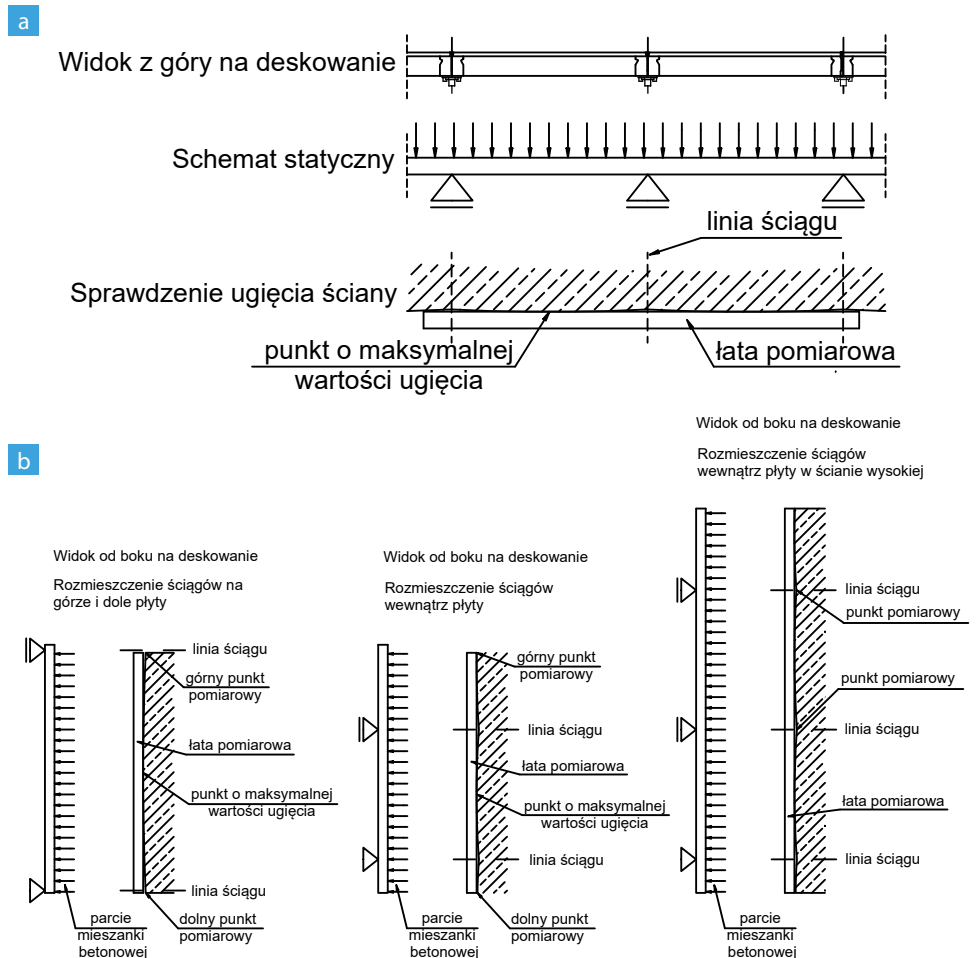 a
Widok z góry na deskowanie
Schemat statyczny
linia ściągu
Sprawdzenie ugięcia ściany
punkt o maksymalnej
wartości ugięcia
łata pomiarowa
b
Widok od boku na deskowanie
Rozmieszczenie ściągów na
górze i dole płyty
linia ściągu
górny punkt
pomiarowy
łata pomiarowa
punkt o maksymalnej
wartości ugięcia
linia ściągu
parcie
mieszanki
betonowej
dolny punkt
pomiarowy
Widok od boku na deskowanie
Rozmieszczenie ściągów
wewnątrz płyty
górny punkt
pomiarowy
linia ściągu
łata pomiarowa
punkt o maksymalnej
wartości ugięcia
linia ściągu
parcie
mieszanki
betonowej
dolny punkt
pomiarowy
Widok od boku na deskowanie
Rozmieszczenie ściągów
wewnątrz płyty w ścianie wysokiej
linia ściągu
punkt pomiarowy
punkt pomiarowy
linia ściągu
łata pomiarowa
linia ściągu
parcie
mieszanki
betonowej